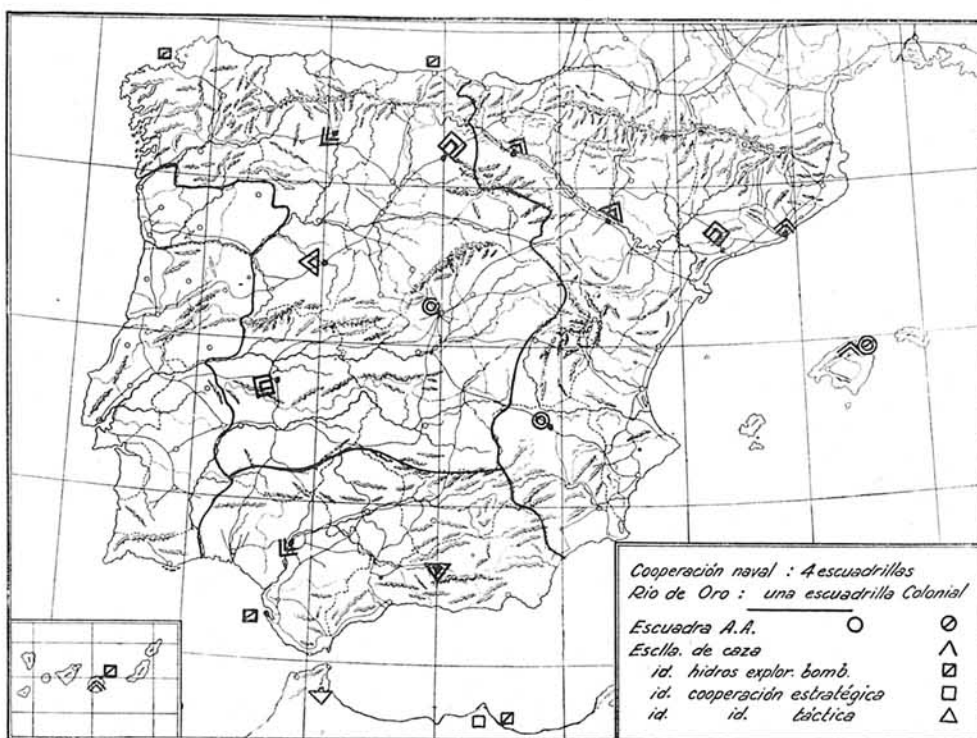 Cooperación naval : 4 escuadrillas
Rio de Oro : una escuadrilla Colonial
Escuadra A.A.
Esclla. de caza
id. hidros explor. bomb.
id. cooperación estratégica
id. id. táctica